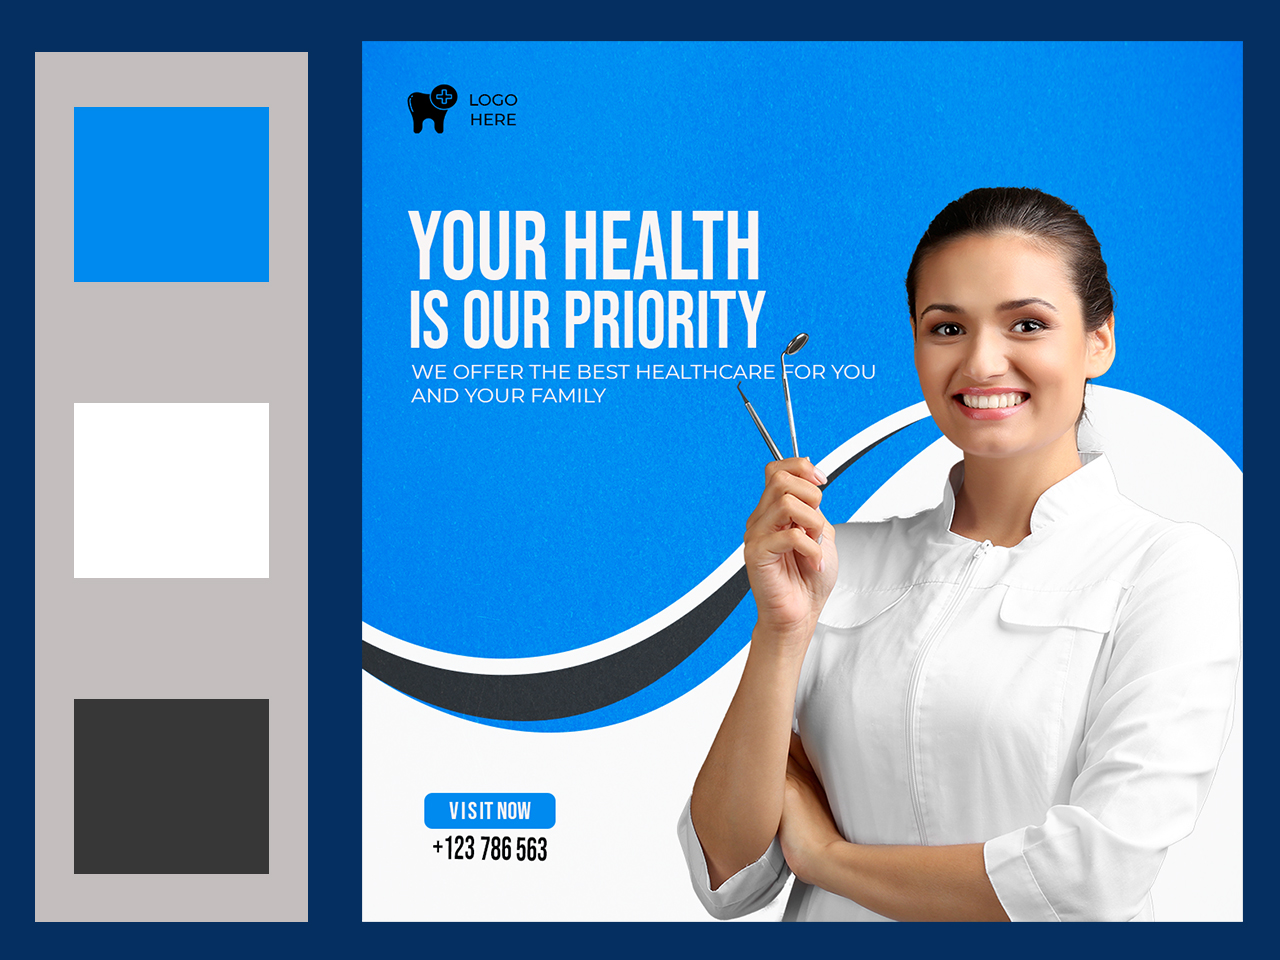 LOGO
HERE
YOUR HEALTH
IS OUR PRIORITY
WE OFFER THE BEST HEALTHCARE FOR YOU
AND YOUR FAMILY
VISIT NOW
+123 786 563